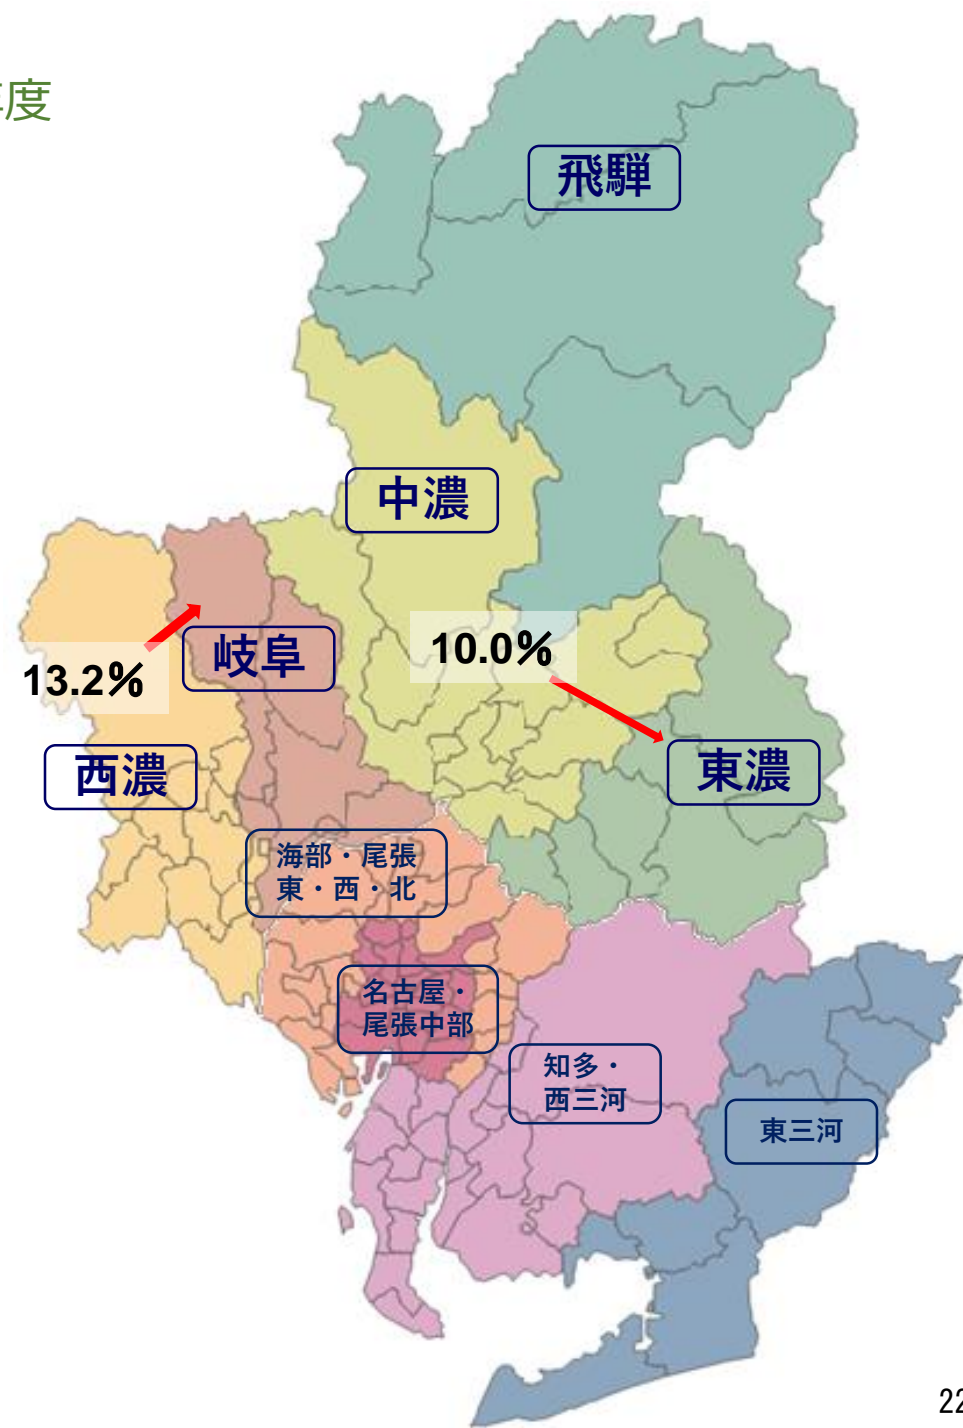 年度
飛騨
中濃
岐阜
10.0%
13.2%
西濃
東濃
海部・尾張
東・西・北
名古屋・
尾張中部
知多・
西三河
東三河
22